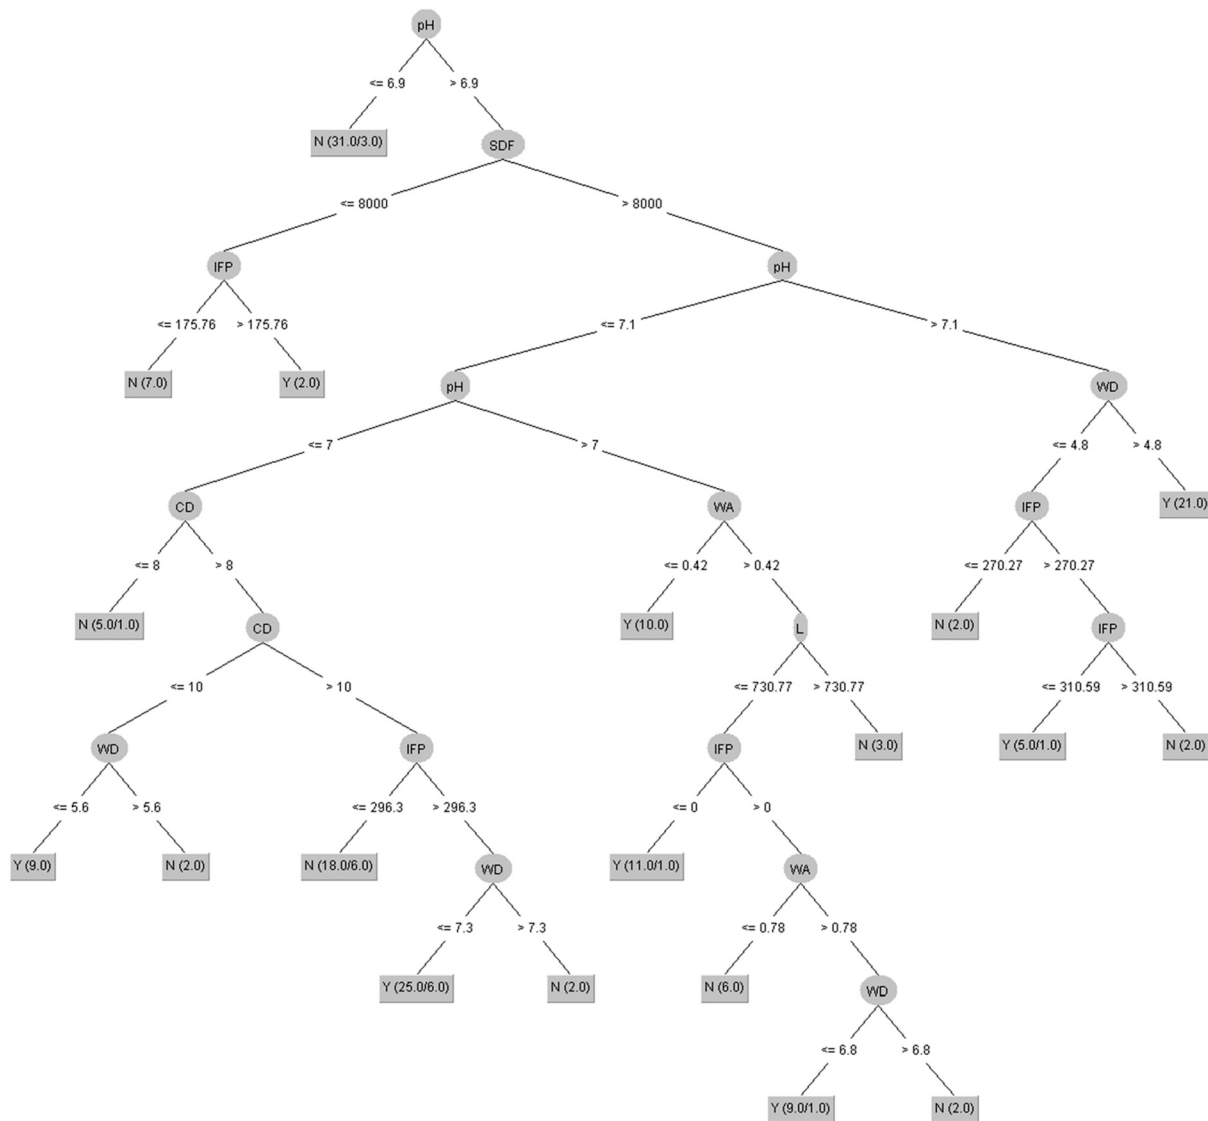 pH
<= 6.9 > 6.9
N (31.0/3.0) SDF
<= 8000 > 8000
IFP pH
<= 175.76 > 175.76 <= 7.1 > 7.1
N (7.0) Y (2.0) pH WD
<= 7 > 7 <= 4.8 > 4.8
CD WA IFP Y (21.0)
<= 8 > 8 <= 0.42 > 0.42 <= 270.27 > 270.27
N (5.0/1.0) CD Y (10.0) L N (2.0) IFP
<= 10 > 10 <= 730.77 > 730.77 <= 310.59 > 310.59
WD IFP IFP N (3.0) Y (5.0/1.0) N (2.0)
<= 5.6 > 5.6 <= 296.3 > 296.3 <= 0 > 0
Y (9.0) N (2.0) N (18.0/6.0) WD Y (11.0/1.0) WA
<= 7.3 > 7.3 <= 0.78 > 0.78
Y (25.0/6.0) N (2.0) N (6.0) WD
<= 6.8 > 6.8
Y (9.0/1.0) N (2.0)